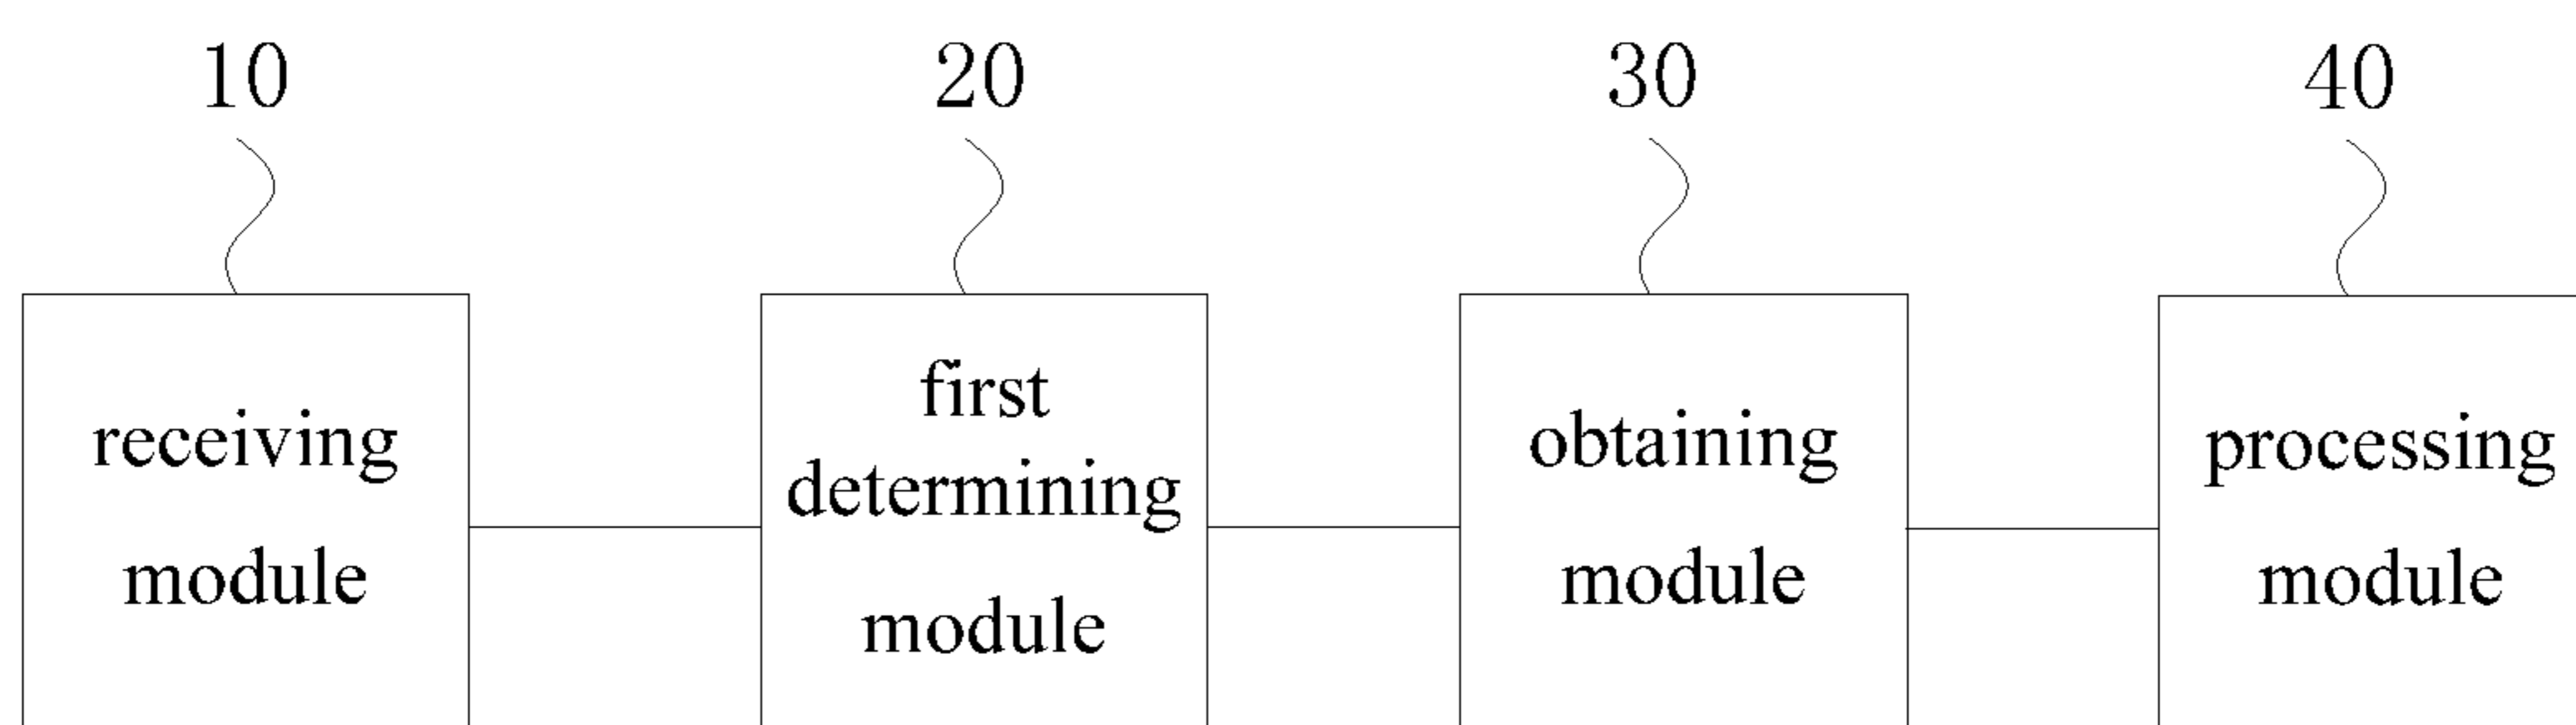 10
20
30
40
receiving
module
first
determining
module
obtaining
module
processing
module